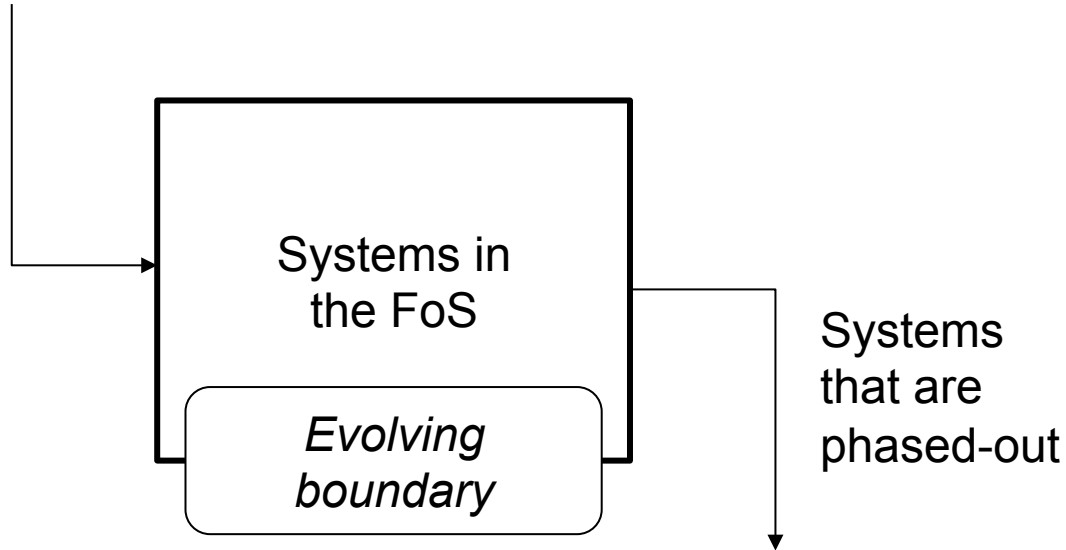 Systems in
the FoS
Evolving
boundary
Systems
that are
phased-out